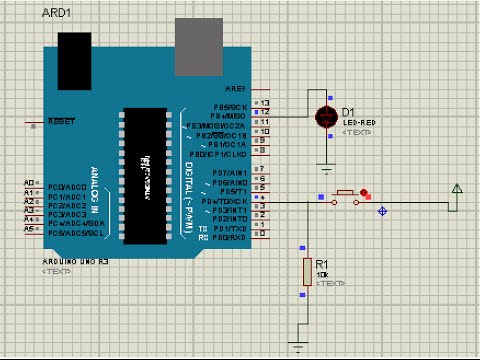 ARD1
RESET
AREF
PB5/SCK 13
PB4/MISO 12
PB3/MOSI/OC2A 11
PB2/SS/OC1B 10
PB1/OC1A 9
PB0/ICP1/CLKO 8
PD7/AIN1 7
PD6/AIN0 6
PD5/T1 5
PD4/T0/XCK 4
PD3/INT1 3
PD2/INT0 2
PD1/TXD 1
PD0/RXD 0
TX
RX
DIGITAL (~PWM)
ANALOG IN
A0 PC0/ADC0
A1 PC1/ADC1
A2 PC2/ADC2
A3 PC3/ADC3
A4 PC4/ADC4/SDA
A5 PC5/ADC5/SCL
ARDUINO UNO R3
<TEXT>
D1
LED-RED
<TEXT>
R1
10k
<TEXT>